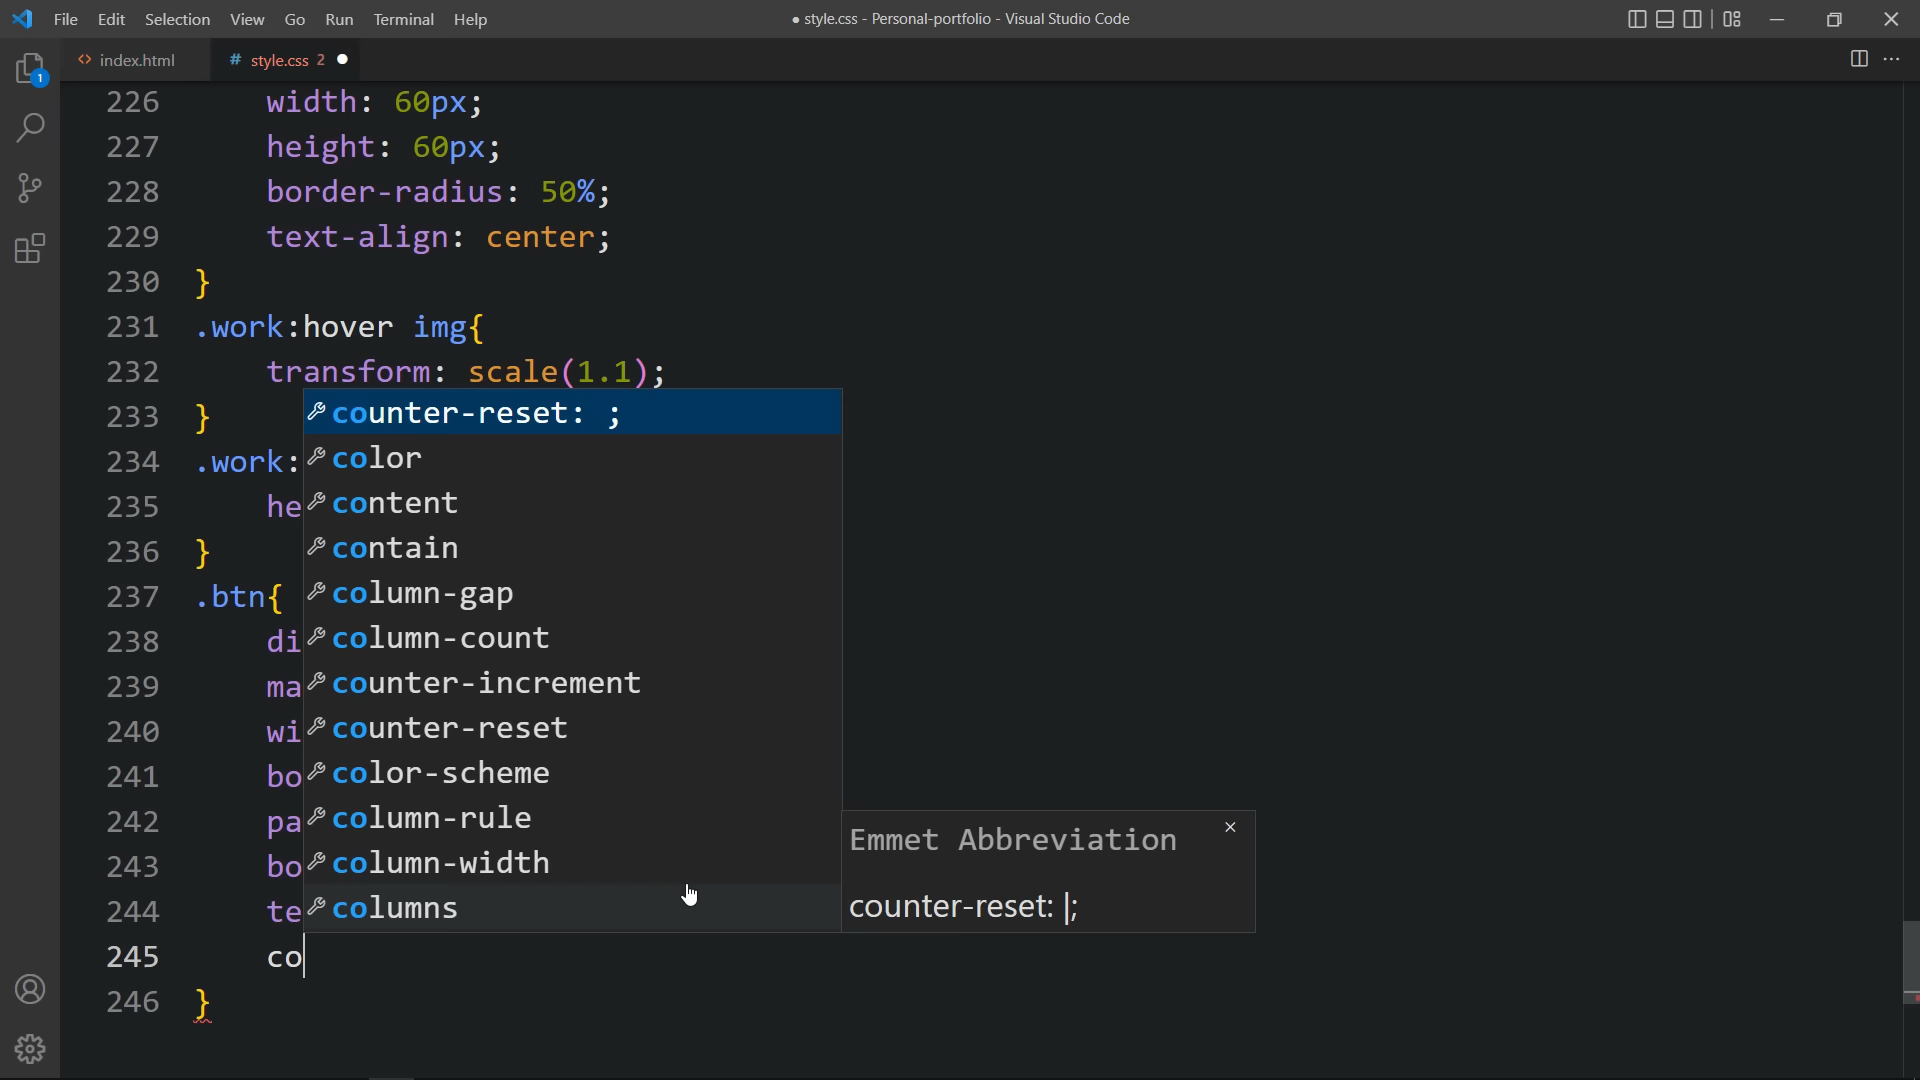 File Edit Selection View Go Run Terminal Help
● style.css - Personal-portfolio - Visual Studio Code
<> index.html
# style.css 2 ●
1
226 width: 60px;
227 height: 60px;
228 border-radius: 50%;
229 text-align: center;
230 }
231 .work:hover img{
232 transform: scale(1.1);
233 }
234 .work:
235 he
236 }
237 .btn{
238 di
239 ma
240 wi
241 bo
242 pa
243 bo
244 te
245 co
246 }
counter-reset: ;
color
content
contain
column-gap
column-count
counter-increment
counter-reset
color-scheme
column-rule
column-width
columns
Emmet Abbreviation
counter-reset: |;